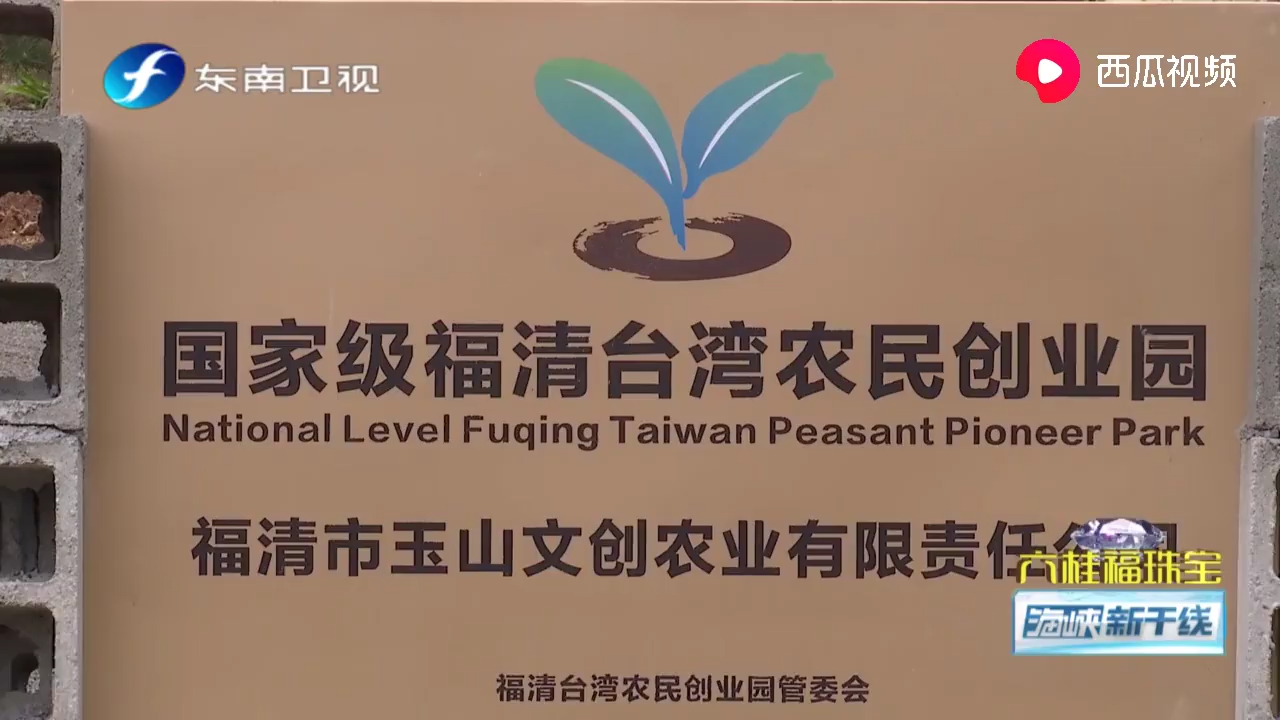 东南卫视
西瓜视频
国家级福清台湾农民创业园
National Level Fuqing Taiwan Peasant Pioneer Park
福清市玉山文创农业有限责任
六桂福珠宝
海峡新干线
福清台湾农民创业园管委会